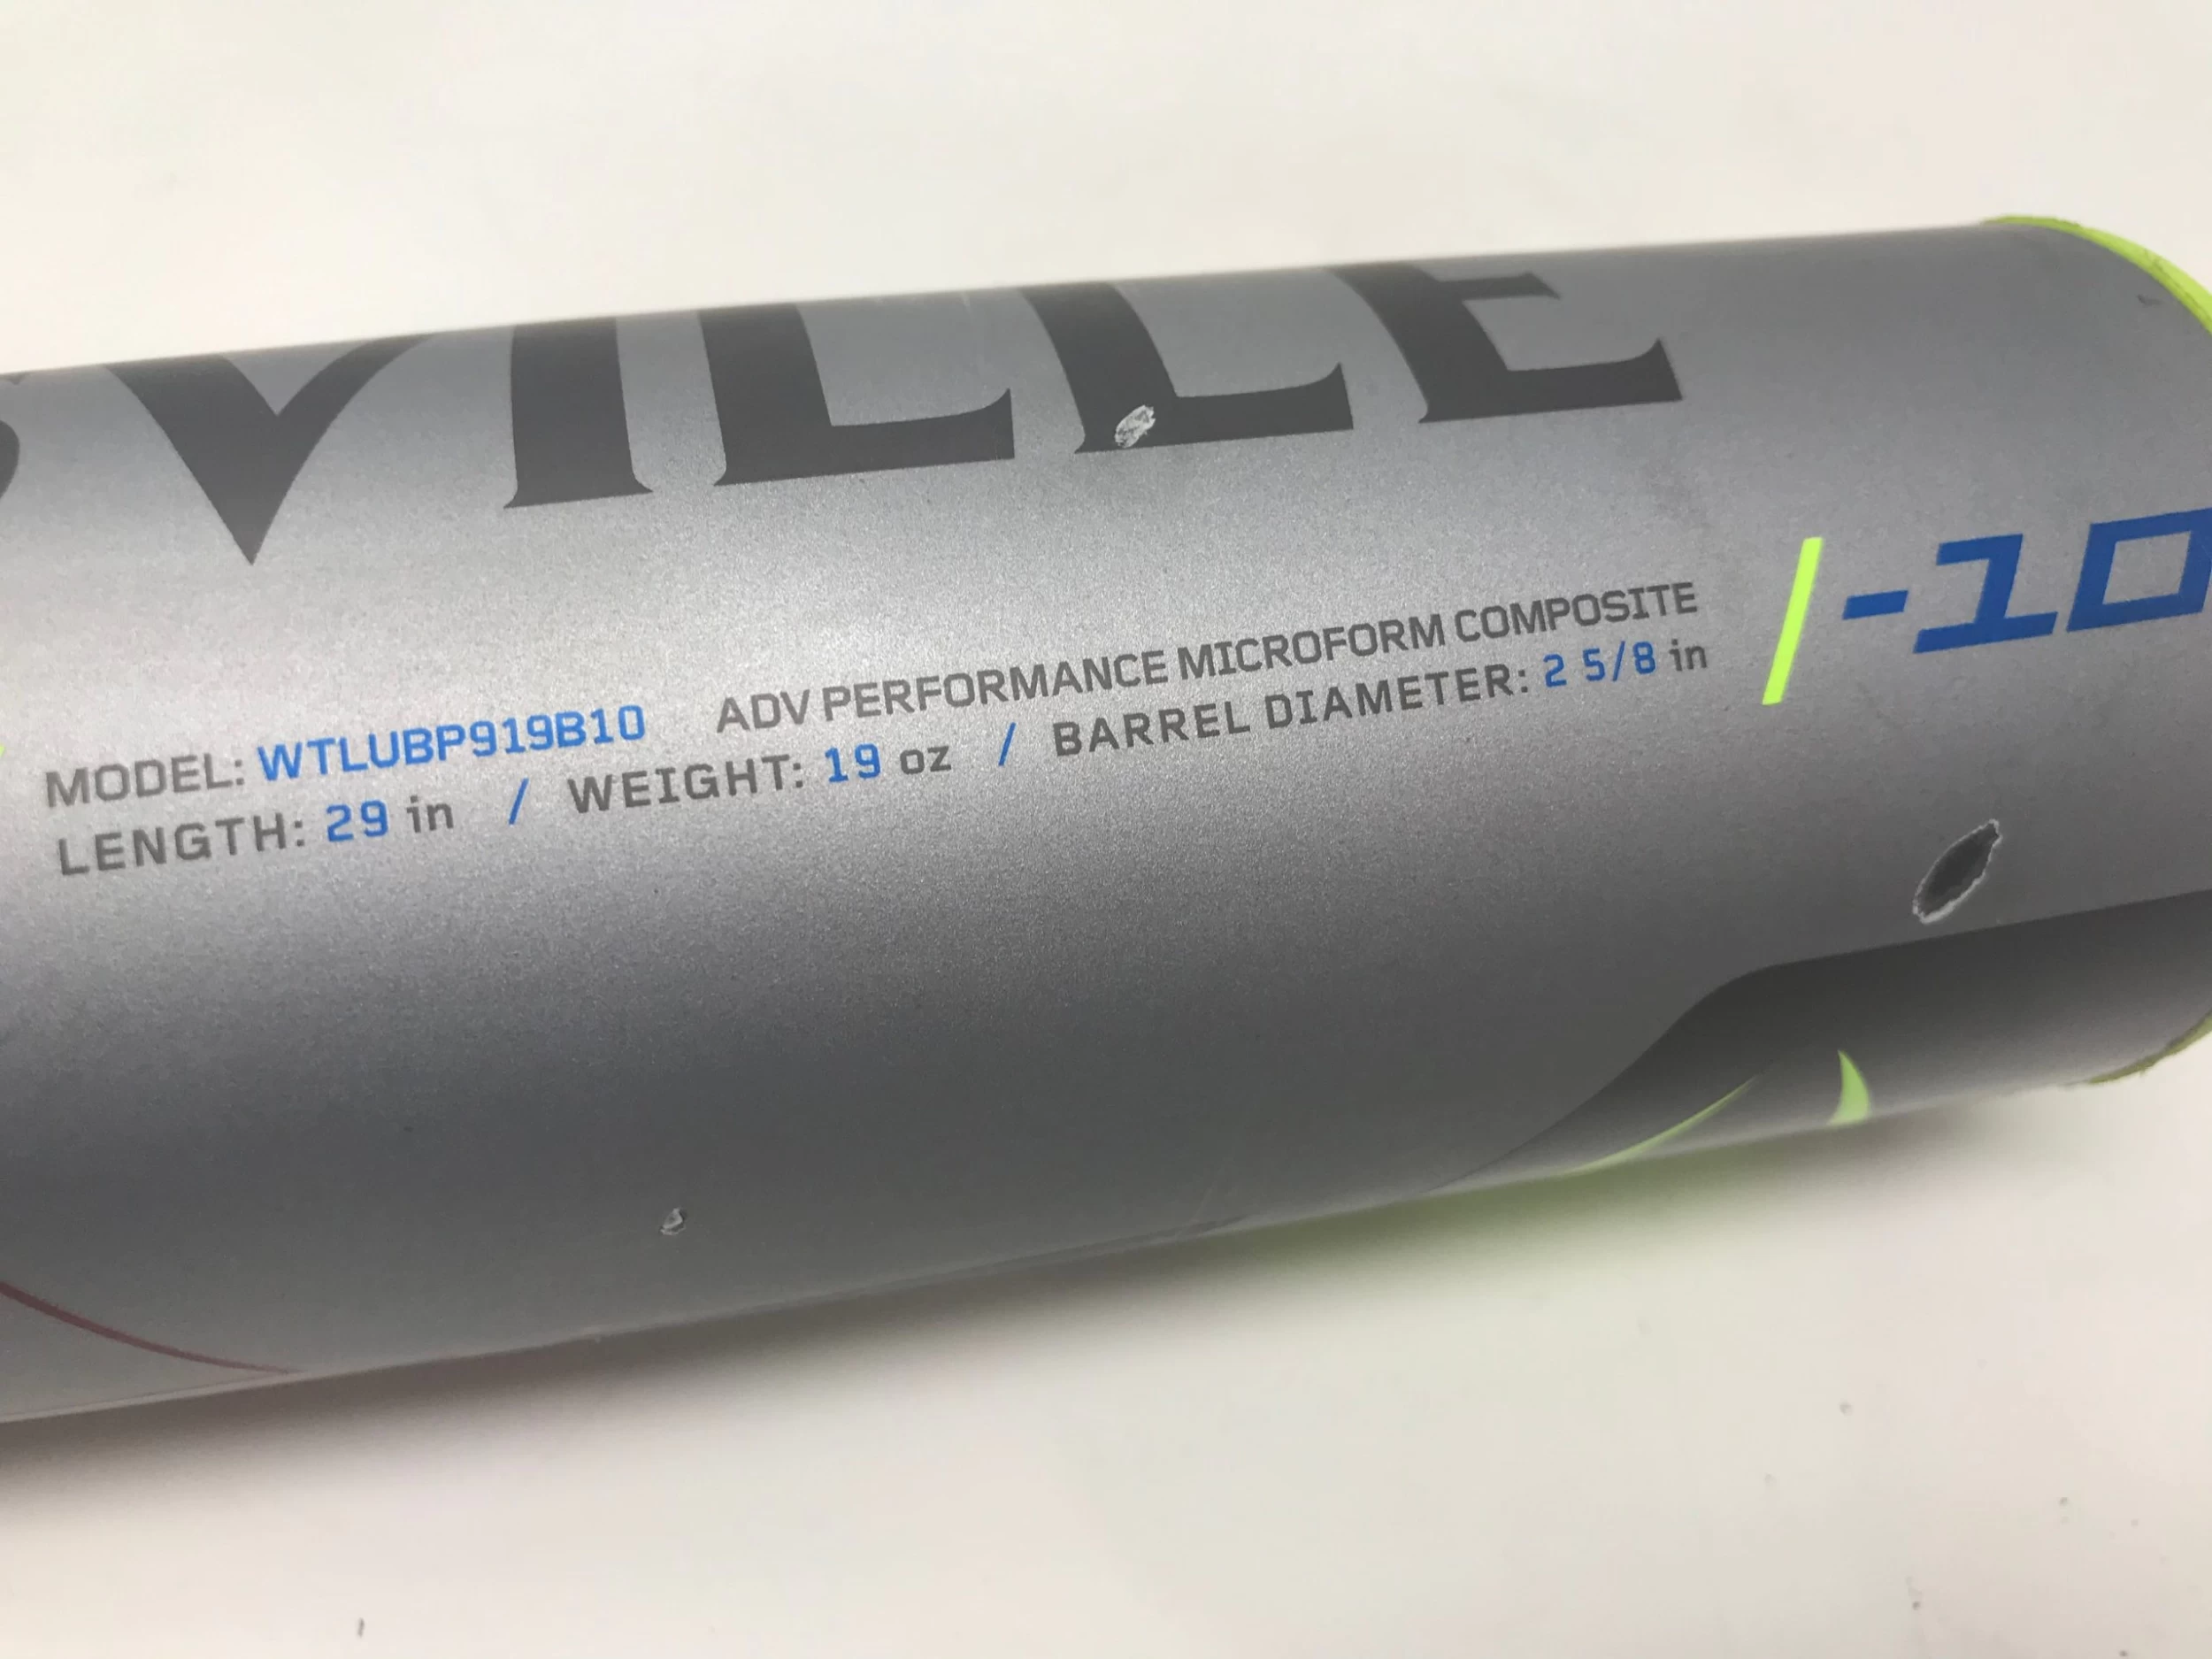 VILLE
MODEL: WTLUBP919B10 ADV PERFORMANCE MICROFORM COMPOSITE
LENGTH: 29 in / WEIGHT: 19 oz / BARREL DIAMETER: 2 5/8 in
/ -10